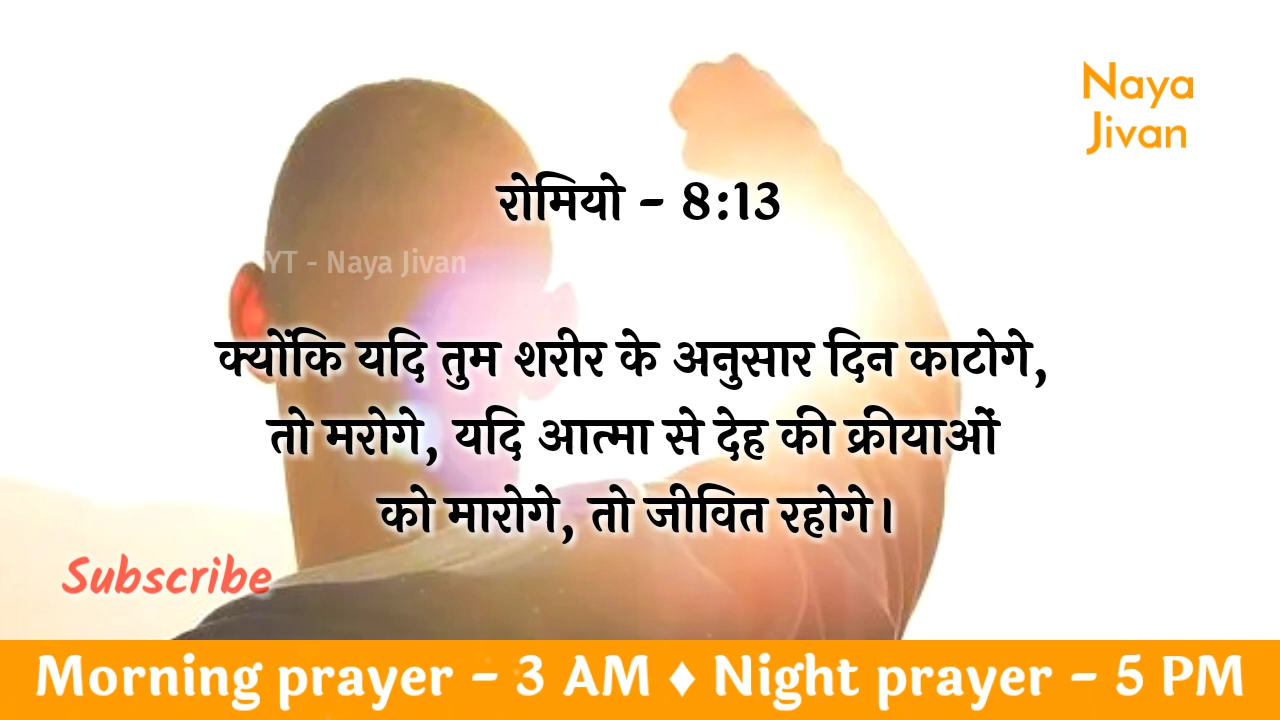 Naya
Jivan
रोमियो - 8:13
YT - Naya Jivan
क्योंकि यदि तुम शरीर के अनुसार दिन काटोगे,
तो मरोगे, यदि आत्मा से देह की क्रीयाओं
को मारोगे, तो जीवित रहोगे।
Subscribe
Morning prayer - 3 AM ♦ Night prayer - 5 PM